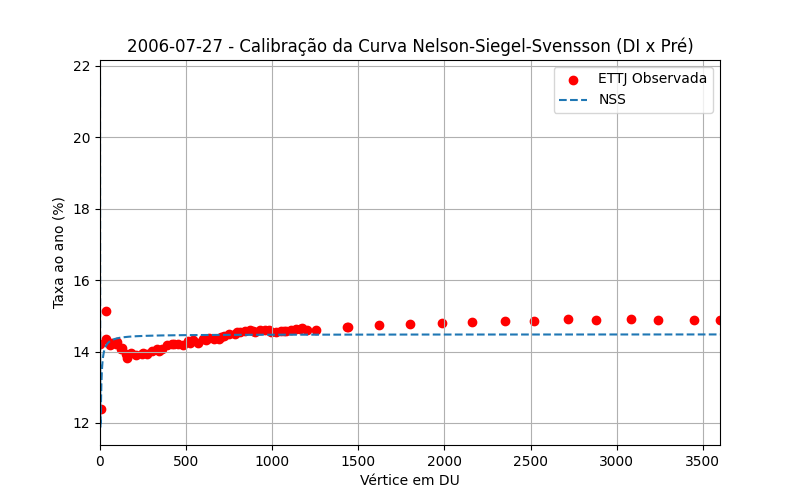 2006-07-27 - Calibração da Curva Nelson-Siegel-Svensson (DI x Pré)
22
20
18
16
14
12
Taxa ao ano (%)
ETTJ Observada
NSS
0
500
1000
1500
2000
2500
3000
3500
Vértice em DU